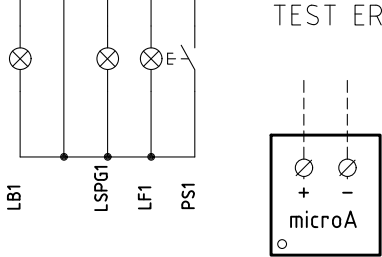 TEST ER
E
LB1
LSPG1
LF1
PS1
+ −
microA